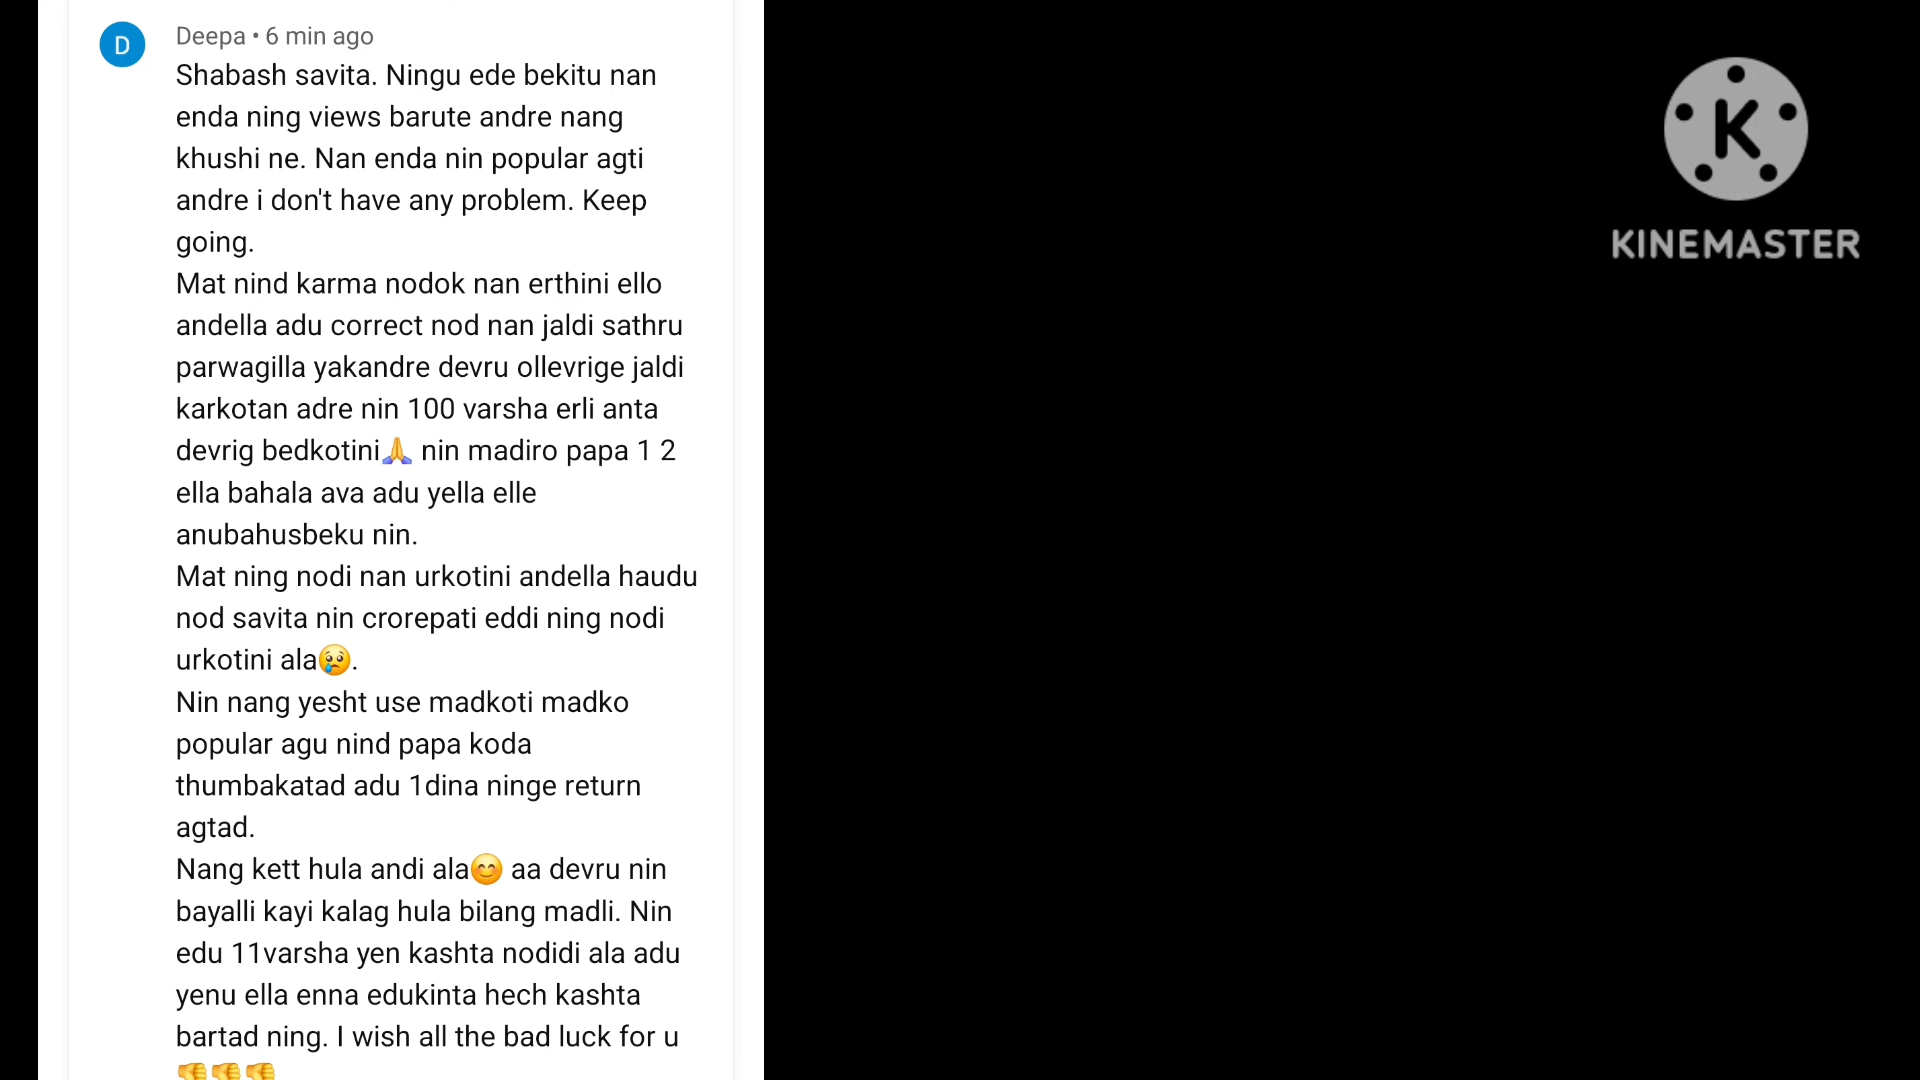 D
Deepa • 6 min ago
Shabash savita. Ningu ede bekitu nan
enda ning views barute andre nang
khushi ne. Nan enda nin popular agti
andre i don't have any problem. Keep
going.
Mat nind karma nodok nan erthini ello
andella adu correct nod nan jaldi sathru
parwagilla yakandre devru ollevrige jaldi
karkotan adre nin 100 varsha erli anta
devrig bedkotini🙏 nin madiro papa 1 2
ella bahala ava adu yella elle
anubahusbeku nin.
Mat ning nodi nan urkotini andella haudu
nod savita nin crorepati eddi ning nodi
urkotini ala😢.
Nin nang yesht use madkoti madko
popular agu nind papa koda
thumbakatad adu 1dina ninge return
agtad.
Nang kett hula andi ala😊 aa devru nin
bayalli kayi kalag hula bilang madli. Nin
edu 11varsha yen kashta nodidi ala adu
yenu ella enna edukinta hech kashta
bartad ning. I wish all the bad luck for u
👎👎👎
K
KINEMASTER